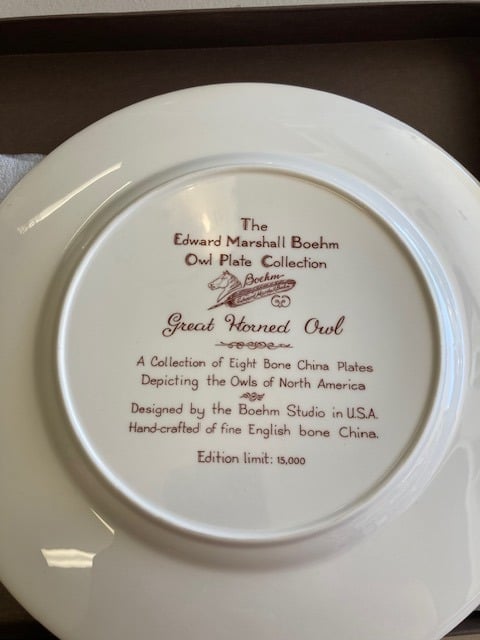 The
Edward Marshall Boehm
Owl Plate Collection
Boehm
Great Horned Owl
A Collection of Eight Bone China Plates
Depicting the Owls of North America
Designed by the Boehm Studio in U.S.A.
Hand-crafted of fine English bone China.
Edition limit: 15,000